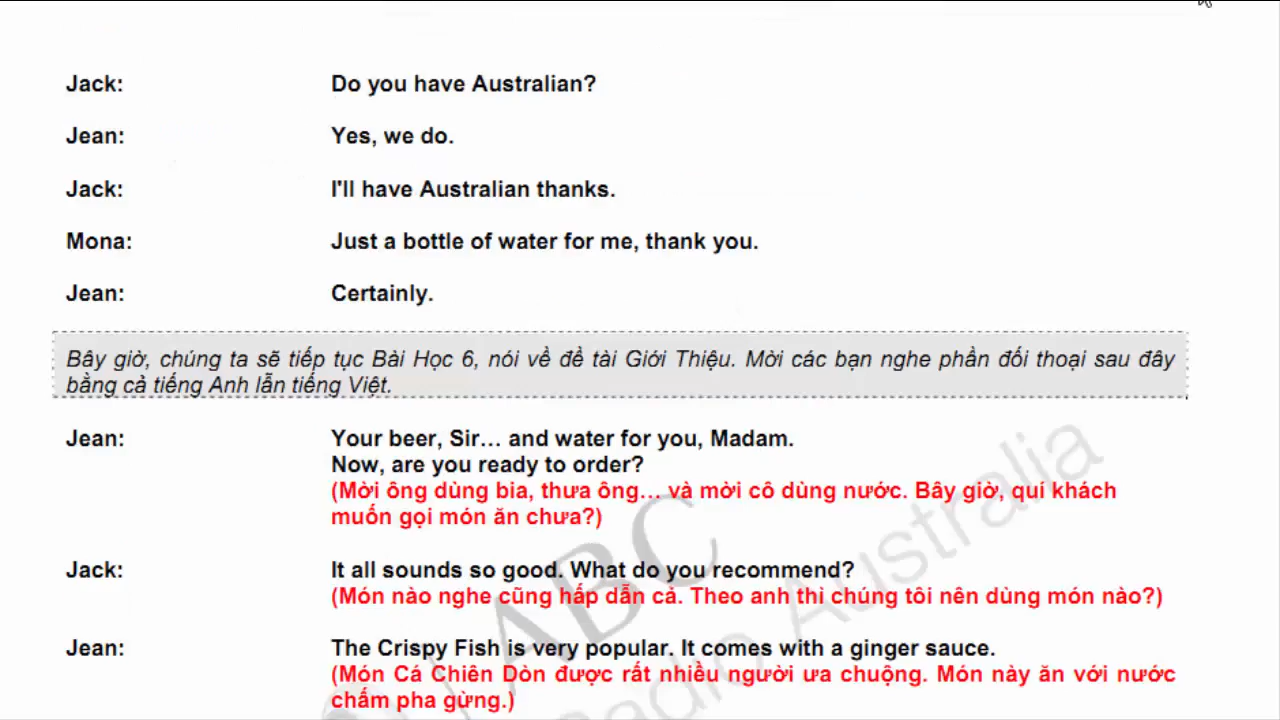 Jack: Do you have Australian?
Jean: Yes, we do.
Jack: I'll have Australian thanks.
Mona: Just a bottle of water for me, thank you.
Jean: Certainly.
Bây giờ, chúng ta sẽ tiếp tục Bài Học 6, nói về đề tài Giới Thiệu. Mời các bạn nghe phần đối thoại sau đây
bằng cả tiếng Anh lẫn tiếng Việt.
Jean: Your beer, Sir… and water for you, Madam.
Now, are you ready to order?
(Mời ông dùng bia, thưa ông… và mời cô dùng nước. Bây giờ, quí khách
muốn gọi món ăn chưa?)
Jack: It all sounds so good. What do you recommend?
(Món nào nghe cũng hấp dẫn cả. Theo anh thì chúng tôi nên dùng món nào?)
Jean: The Crispy Fish is very popular. It comes with a ginger sauce.
(Món Cá Chiên Dòn được rất nhiều người ưa chuộng. Món này ăn với nước
chấm pha gừng.)
ABC
Radio Australia